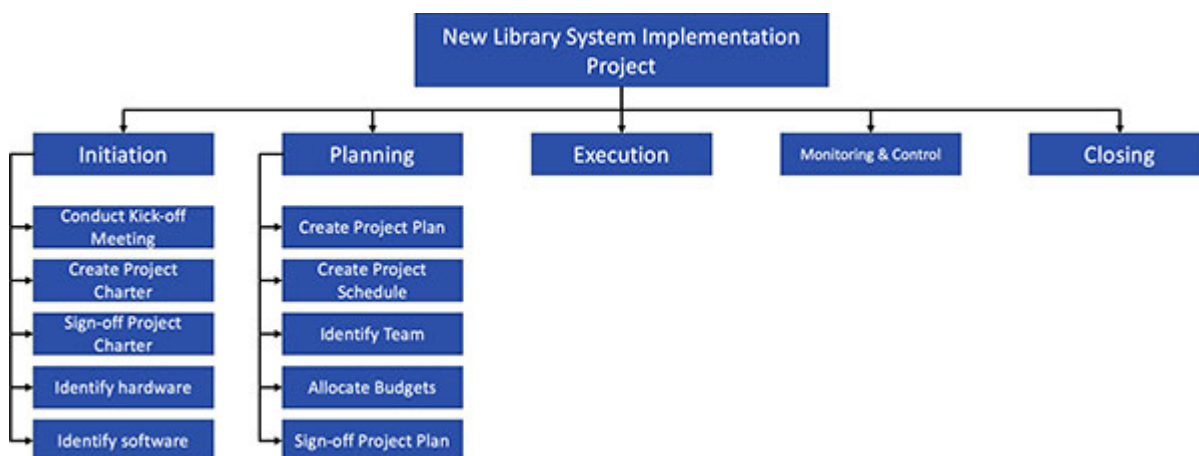 New Library System Implementation
Project
Initiation
Planning
Execution
Monitoring & Control
Closing
Conduct Kick-off
Meeting
Create Project
Charter
Sign-off Project
Charter
Identify hardware
Identify software
Create Project Plan
Create Project
Schedule
Identify Team
Allocate Budgets
Sign-off Project Plan